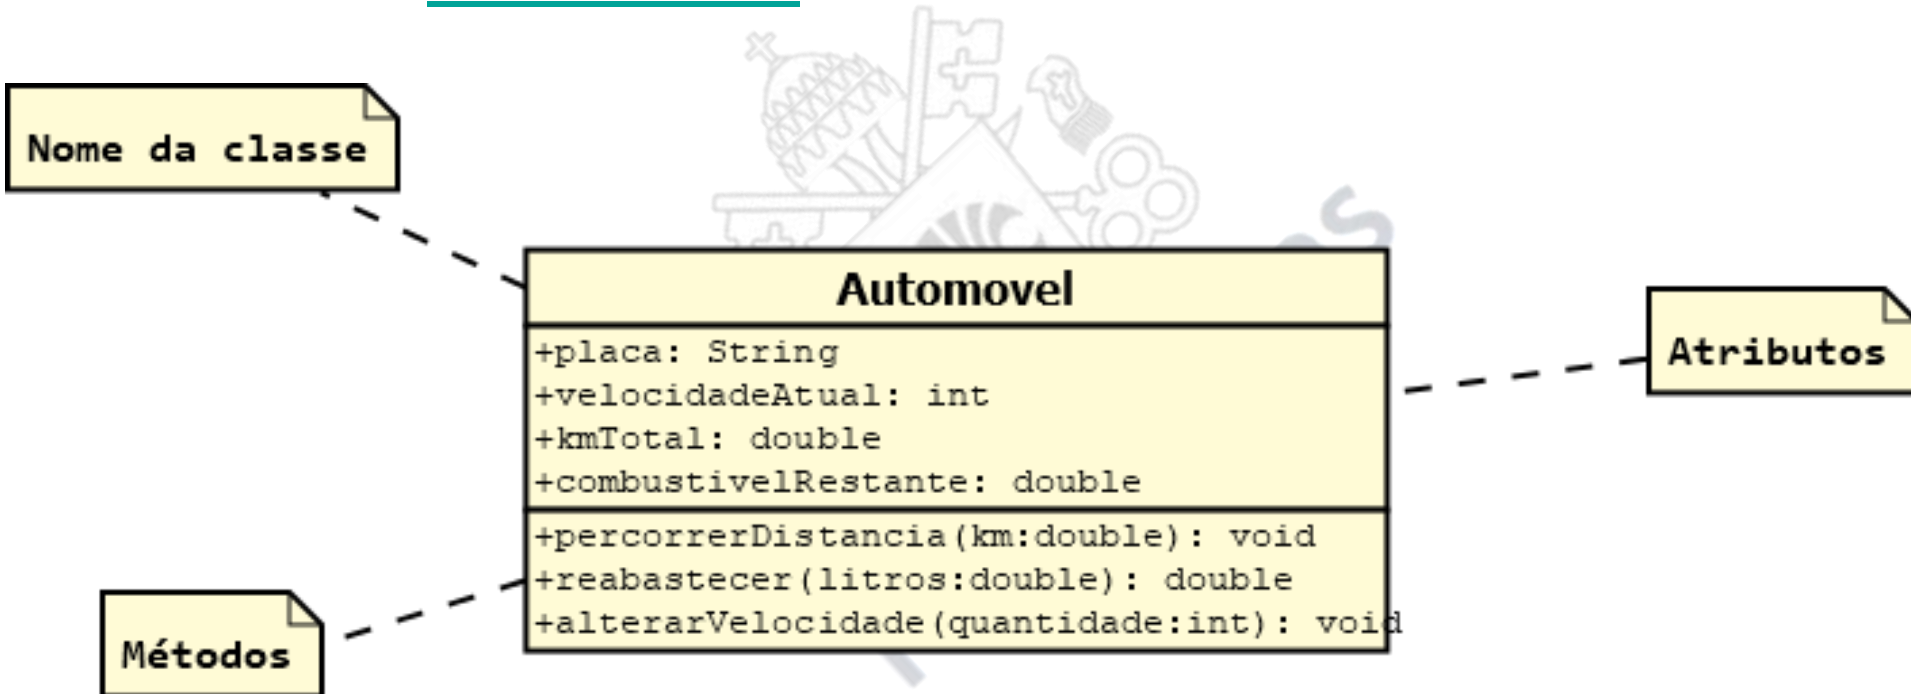 Nome da classe
Automovel
+placa: String
+velocidadeAtual: int
+kmTotal: double
+combustivelRestante: double
+percorrerDistancia(km:double): void
+reabastecer(litros:double): double
+alterarVelocidade(quantidade:int): void
Atributos
Métodos